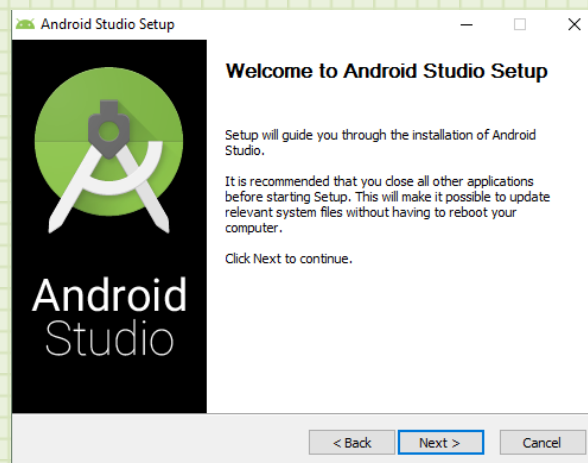 Android Studio Setup
Welcome to Android Studio Setup
Setup will guide you through the installation of Android
Studio.
It is recommended that you close all other applications
before starting Setup. This will make it possible to update
relevant system files without having to reboot your
computer.
Click Next to continue.
Android
Studio
< Back
Next >
Cancel